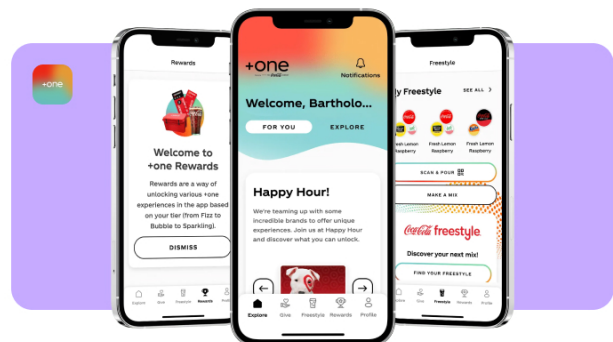 +one
Rewards
Welcome to
+one Rewards
Rewards are a way of
unlocking various +one
experiences in the app based
on your tier (from Fizz to
Bubble to Sparkling).
DISMISS
Explore
Give
Freestyle
Rewards
+one
Notifications
Welcome, Bartholo...
FOR YOU
EXPLORE
Happy Hour!
We're teaming up with some
incredible brands to offer unique
experiences. Join us at Happy Hour
and discover what you can unlock.
Explore
Give
Freestyle
Rewards
Profile
Freestyle
y Freestyle
SEE ALL
Fresh Lemon
Raspberry
Fresh Lemon
Raspberry
SCAN & POUR
MAKE A MIX
Coca-Cola freestyle
Discover your next mix!
FIND YOUR FREESTYLE
Give
Freestyle
Rewards
Profile